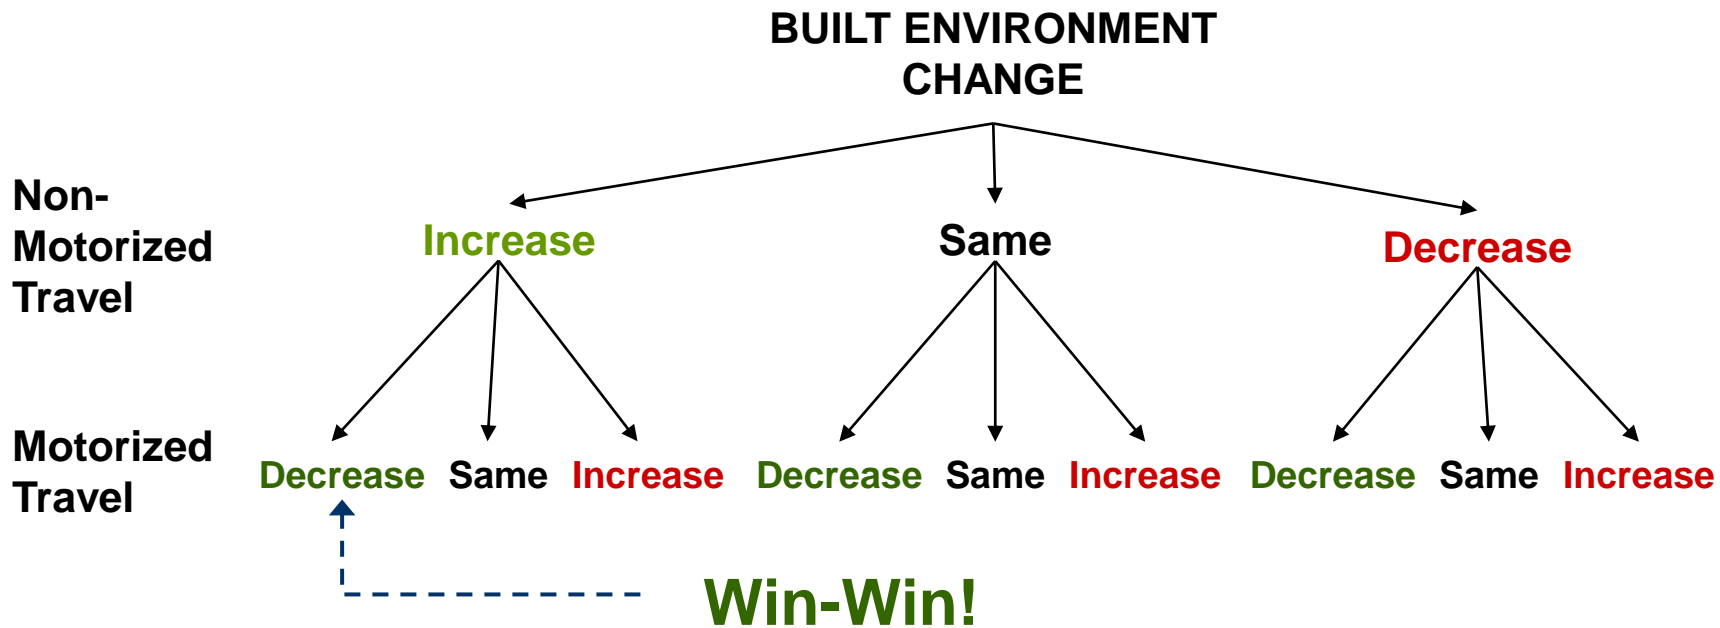 BUILT ENVIRONMENT
CHANGE
Non-
Motorized
Travel
Increase
Same
Decrease
Motorized
Travel
Decrease Same Increase Decrease Same Increase Decrease Same Increase
Win-Win!